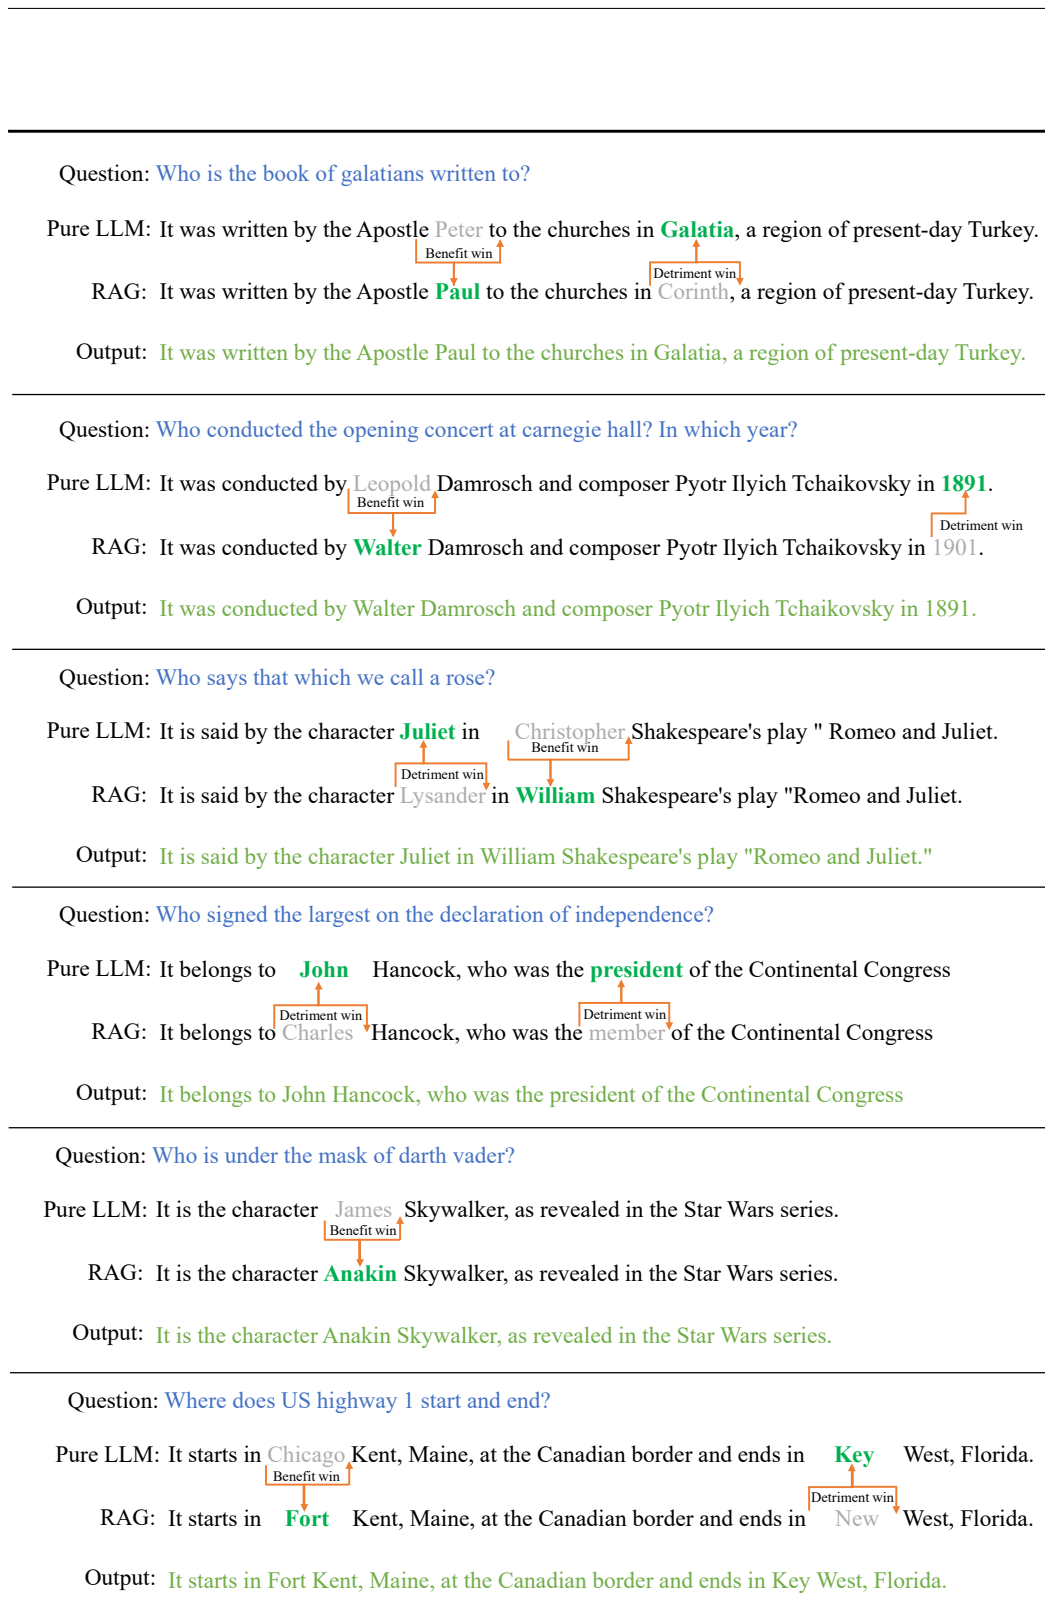 Question: Who is the book of galatians written to?
Pure LLM: It was written by the Apostle Peter to the churches in Galatia, a region of present-day Turkey.
Benefit win
Detriment win
RAG: It was written by the Apostle Paul to the churches in Corinth, a region of present-day Turkey.
Output: It was written by the Apostle Paul to the churches in Galatia, a region of present-day Turkey.
Question: Who conducted the opening concert at carnegie hall? In which year?
Pure LLM: It was conducted by Leopold Damrosch and composer Pyotr Ilyich Tchaikovsky in 1891.
Benefit win
Detriment win
RAG: It was conducted by Walter Damrosch and composer Pyotr Ilyich Tchaikovsky in 1901.
Output: It was conducted by Walter Damrosch and composer Pyotr Ilyich Tchaikovsky in 1891.
Question: Who says that which we call a rose?
Pure LLM: It is said by the character Juliet in Christopher Shakespeare's play " Romeo and Juliet.
Benefit win
Detriment win
RAG: It is said by the character Lysander in William Shakespeare's play "Romeo and Juliet.
Output: It is said by the character Juliet in William Shakespeare's play "Romeo and Juliet."
Question: Who signed the largest on the declaration of independence?
Pure LLM: It belongs to John Hancock, who was the president of the Continental Congress
Detriment win
Detriment win
RAG: It belongs to Charles Hancock, who was the member of the Continental Congress
Output: It belongs to John Hancock, who was the president of the Continental Congress
Question: Who is under the mask of darth vader?
Pure LLM: It is the character James Skywalker, as revealed in the Star Wars series.
Benefit win
RAG: It is the character Anakin Skywalker, as revealed in the Star Wars series.
Output: It is the character Anakin Skywalker, as revealed in the Star Wars series.
Question: Where does US highway 1 start and end?
Pure LLM: It starts in Chicago Kent, Maine, at the Canadian border and ends in Key West, Florida.
Benefit win
Detriment win
RAG: It starts in Fort Kent, Maine, at the Canadian border and ends in New West, Florida.
Output: It starts in Fort Kent, Maine, at the Canadian border and ends in Key West, Florida.